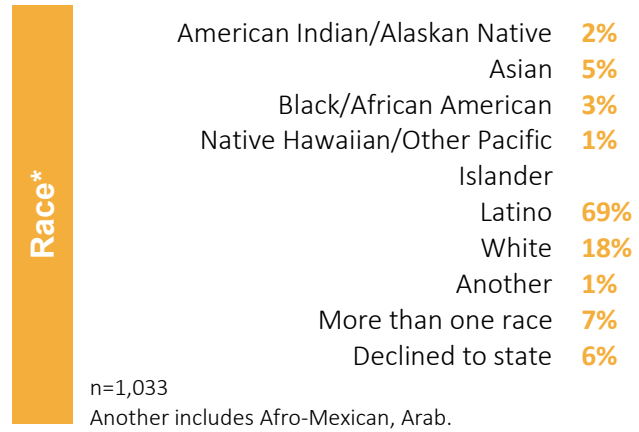 Race*
American Indian/Alaskan Native 2%
Asian 5%
Black/African American 3%
Native Hawaiian/Other Pacific 1%
Islander
Latino 69%
White 18%
Another 1%
More than one race 7%
Declined to state 6%
n=1,033
Another includes Afro-Mexican, Arab.